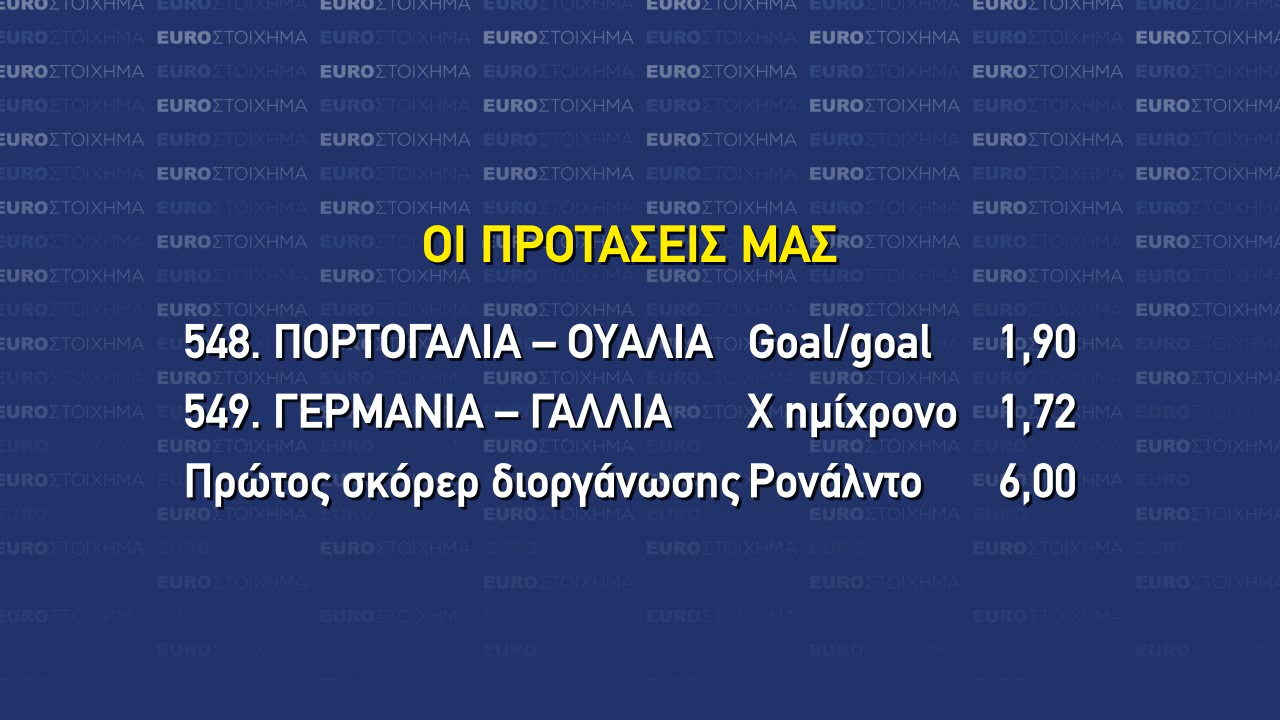 ΟΙ ΠΡΟΤΑΣΕΙΣ ΜΑΣ
548. ΠΟΡΤΟΓΑΛΙΑ – ΟΥΑΛΙΑ Goal/goal 1,90
549. ΓΕΡΜΑΝΙΑ – ΓΑΛΛΙΑ Χ ημίχρονο 1,72
Πρώτος σκόρερ διοργάνωσης Ρονάλντο 6,00
EUROΣΤΟΙΧΗΜΑ